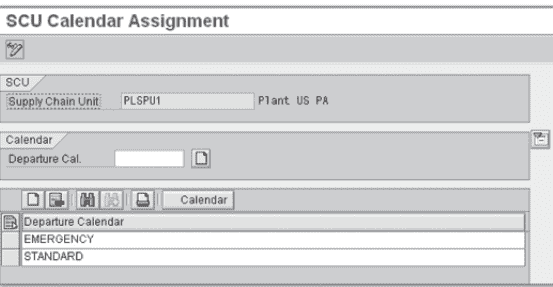 SCU Calendar Assignment
SCU
Supply Chain Unit PLSPU1 Plant US PA
Calendar
Departure Cal.
Calendar
Departure Calendar
EMERGENCY
STANDARD